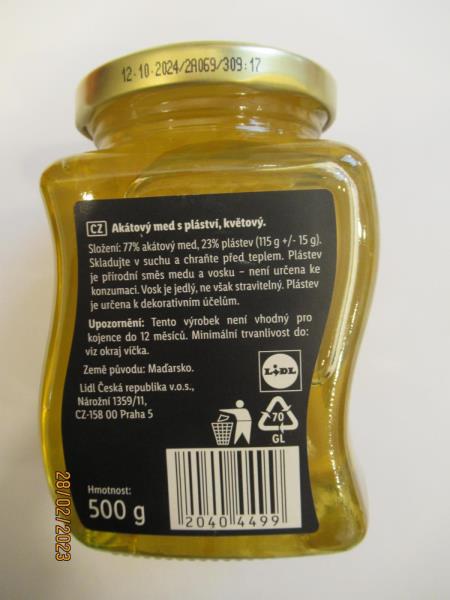 12·10·2024/2A069/309:17
CZ Akátový med s pláství, květový.
Složení: 77% akátový med, 23% plástev (115 g +/- 15 g).
Skladujte v suchu a chraňte před teplem. Plástev
je přírodní směs medu a vosku – není určena ke
konzumaci. Vosk je jedlý, ne však stravitelný. Plástev
je určena k dekorativním účelům.
Upozornění: Tento výrobek není vhodný pro
kojence do 12 měsíců. Minimální trvanlivost do:
viz okraj víčka.
Země původu: Maďarsko.
Lidl Česká republika v.o.s.,
Nárožní 1359/11,
CZ-158 00 Praha 5
LIDL
70
GL
Hmotnost:
500 g
2040 4499
28/02/2023